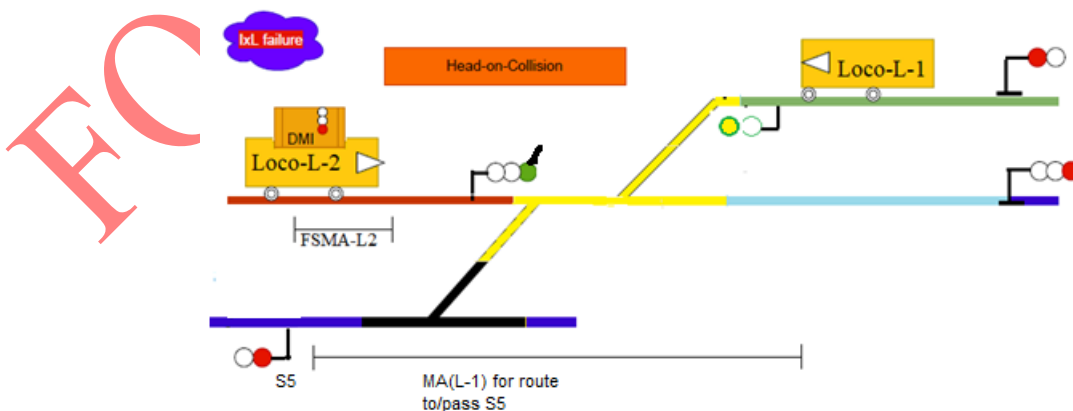 IxL failure
Head-on-Collision
Loco-L-1
DMI
Loco-L-2
FSMA-L2
S5
MA(L-1) for route
to/pass S5
FO